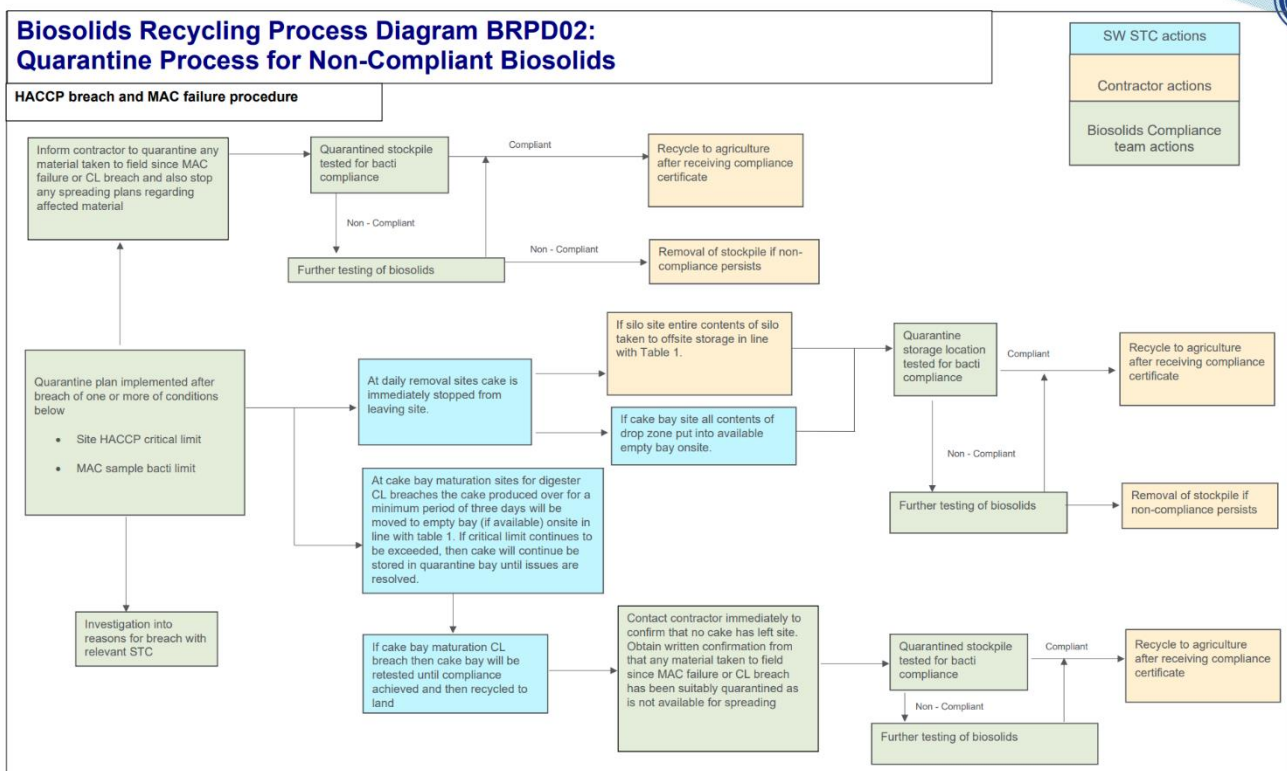 Biosolids Recycling Process Diagram BRPD02:
Quarantine Process for Non-Compliant Biosolids
HACCP breach and MAC failure procedure
SW STC actions
Contractor actions
Biosolids Compliance
team actions
Inform contractor to quarantine any
material taken to field since MAC
failure or CL breach and also stop
any spreading plans regarding
affected material
Quarantined stockpile
tested for bacti
compliance
Compliant
Recycle to agriculture
after receiving compliance
certificate
Non - Compliant
Further testing of biosolids
Non - Compliant
Removal of stockpile if non-
compliance persists
Quarantine plan implemented after
breach of one or more of conditions
below
• Site HACCP critical limit
• MAC sample bacti limit
At daily removal sites cake is
immediately stopped from
leaving site.
If silo site entire contents of silo
taken to offsite storage in line
with Table 1.
If cake bay site all contents of
drop zone put into available
empty bay onsite.
Quarantine
storage location
tested for bacti
compliance
Compliant
Recycle to agriculture
after receiving compliance
certificate
Non - Compliant
Further testing of biosolids
Removal of stockpile if
non-compliance persists
At cake bay maturation sites for digester
CL breaches the cake produced over for a
minimum period of three days will be
moved to empty bay (if available) onsite in
line with table 1. If critical limit continues to
be exceeded, then cake will continue be
stored in quarantine bay until issues are
resolved.
Investigation into
reasons for breach with
relevant STC
If cake bay maturation CL
breach then cake bay will be
retested until compliance
achieved and then recycled to
land
Contact contractor immediately to
confirm that no cake has left site.
Obtain written confirmation from
that any material taken to field
since MAC failure or CL breach
has been suitably quarantined as
is not available for spreading
Quarantined stockpile
tested for bacti
compliance
Compliant
Recycle to agriculture
after receiving compliance
certificate
Non - Compliant
Further testing of biosolids